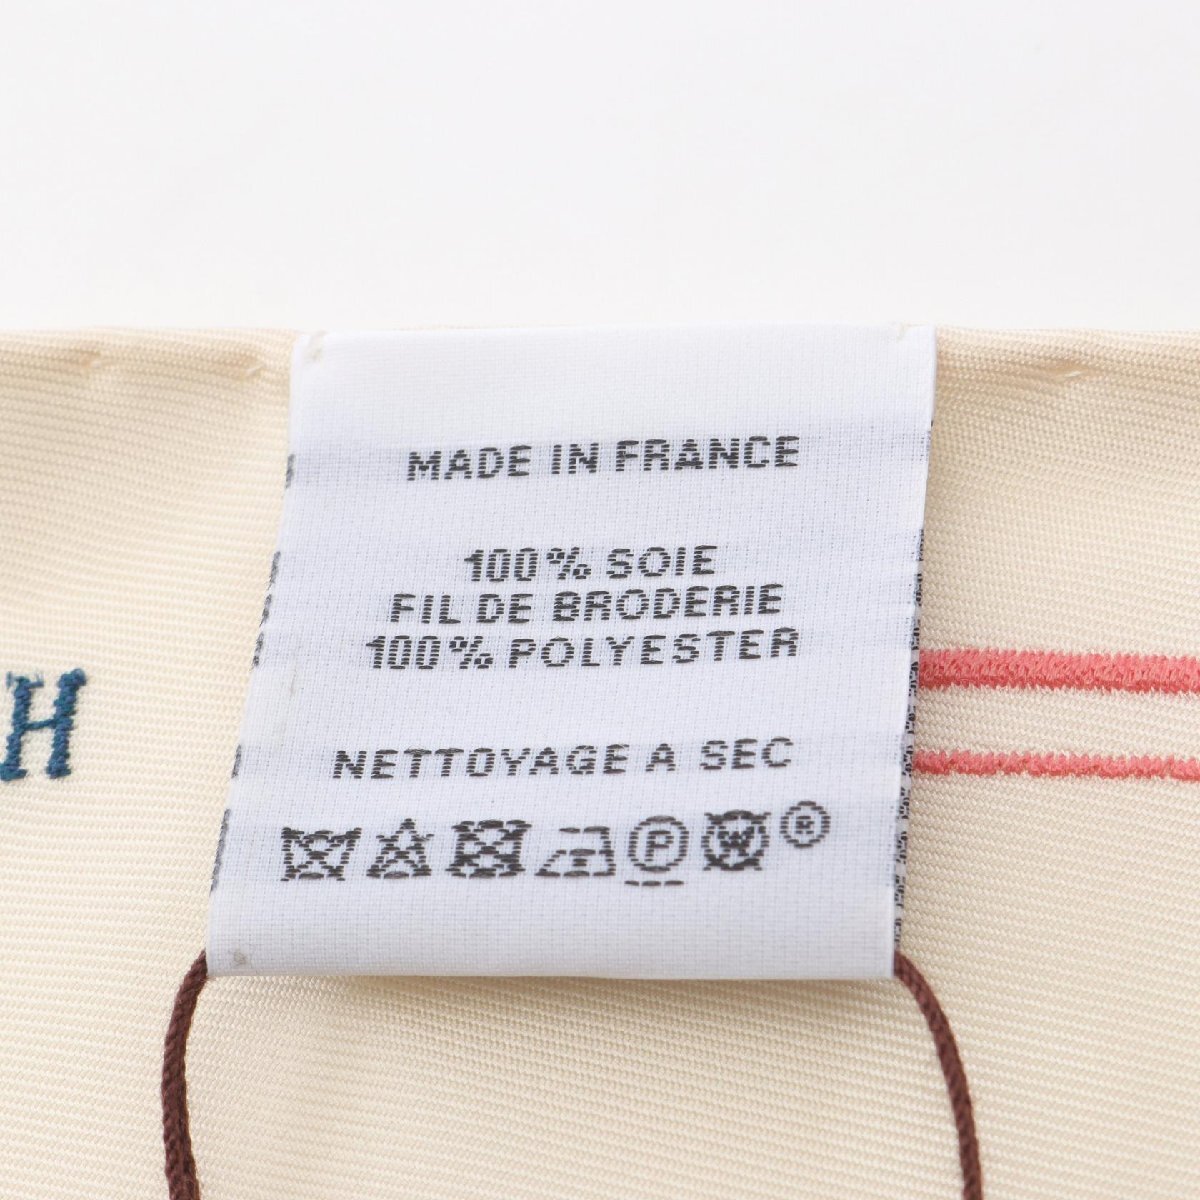 MADE IN FRANCE
100% SOIE
FIL DE BRODERIE
100% POLYESTER
H
NETTOYAGE A SEC
P W ®